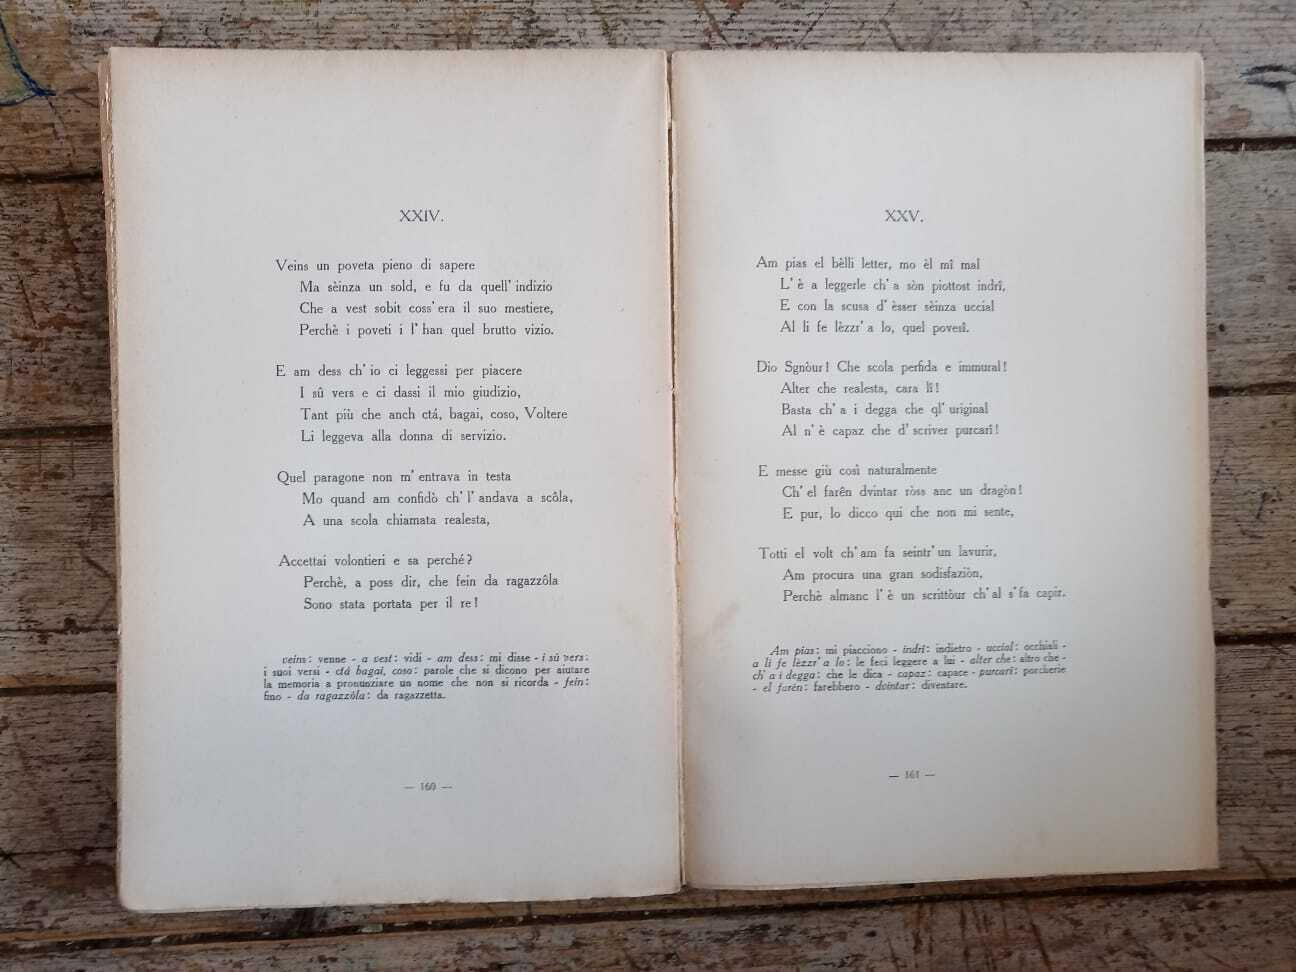 XXIV.
Veins un poveta pieno di sapere
Ma sèinza un sold, e fu da quell' indizio
Che a vest sobit coss' era il suo mestiere,
Perchè i poveti i l' han quel brutto vizio.
E am dess ch' io ci leggessi per piacere
I sû vers e ci dassi il mio giudizio,
Tant più che anch ctá, bagai, coso, Voltere
Li leggeva alla donna di servizio.
Quel paragone non m' entrava in testa
Mo quand am confidò ch' l' andava a scôla,
A una scola chiamata realesta,
Accettai volontieri e sa perché?
Perchè, a poss dir, che fein da ragazzôla
Sono stata portata per il re!
veins: venne - a vest: vidi - am dess: mi disse - i sû vers:
i suoi versi - ctá bagai, coso: parole che si dicono per aiutare
la memoria a pronunziare un nome che non si ricorda - fein:
fino - da ragazzòla: da ragazzetta.
— 160 —
XXV.
Am pias el bèlli letter, mo èl mî mal
L' è a leggerle ch' a sòn piottost indrî,
E con la scusa d' èsser sèinza uccial
Al li fe lèzzr' a lo, quel povesî.
Dio Sgnòur! Che scola perfida e immural!
Alter che realesta, cara lî!
Basta ch' a i degga che ql' uriginal
Al n' è capaz che d' scriver purcarî!
E messe giù così naturalmente
Ch' el farên dvintar ròss anc un dragòn!
E pur, lo dicco qui che non mi sente,
Totti el volt ch' am fa seintr' un lavurir,
Am procura una gran sodisfaziòn,
Perchè almanc l' è un scrittòur ch' al s' fa capir.
Am pias: mi piacciono - indrî: indietro - uccial: occhiali -
a li fe lèzzr' a lo: le feci leggere a lui - alter che: altro che -
ch' a i degga: che le dica - capaz: capace - purcarî: porcherie
- el farên: farebbero - dvintar: diventare.
— 161 —